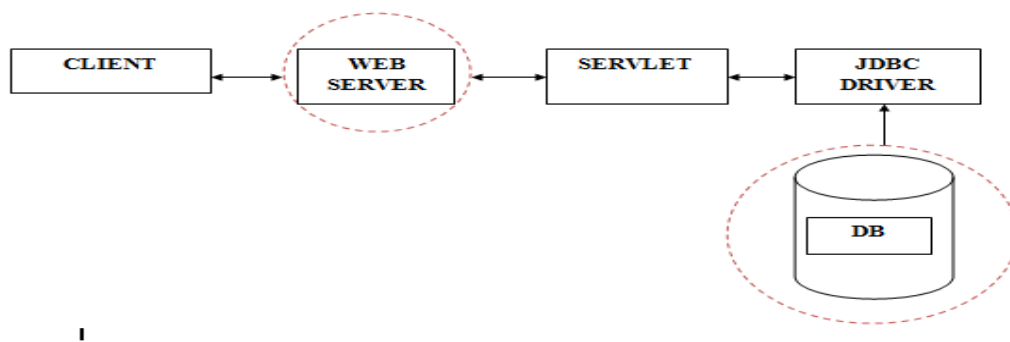 CLIENT
WEB
SERVER
SERVLET
JDBC
DRIVER
DB
I